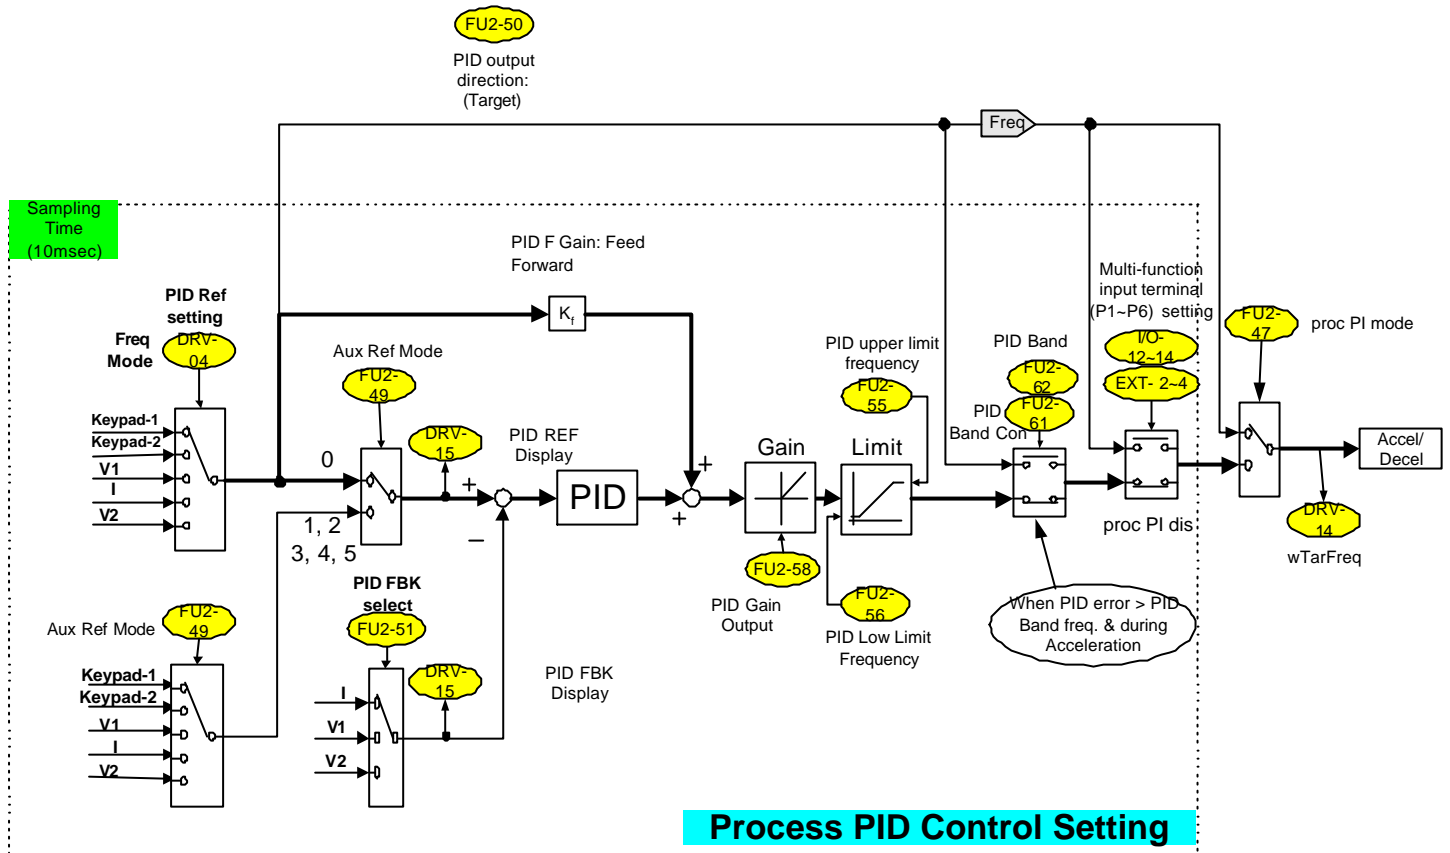 FU2-50
PID output
direction:
(Target)
Freq
Sampling
Time
(10msec)
PID F Gain: Feed
Forward
Multi-function
input terminal
(P1~P6) setting
PID Ref
setting
Freq
Mode
DRV-
04
Aux Ref Mode
FU2-
49
K f
PID upper limit
frequency
FU2-
55
PID Band
FU2-
62
PID
Band Con
FU2-
61
I/O-
12~14
EXT- 2~4
FU2-
47
proc PI mode
Keypad-1
Keypad-2
V1
I
V2
0
1, 2
3, 4, 5
DRV-
15
PID REF
Display
+
−
PID
+
+
Gain
Limit
proc PI dis
Accel/
Decel
DRV-
14
wTarFreq
FU2-58
PID Gain
Output
FU2-
56
PID Low Limit
Frequency
When PID error > PID
Band freq. & during
Acceleration
Aux Ref Mode
FU2-
49
Keypad-1
Keypad-2
V1
I
V2
PID FBK
select
FU2-51
I
V1
V2
DRV-
15
PID FBK
Display
Process PID Control Setting